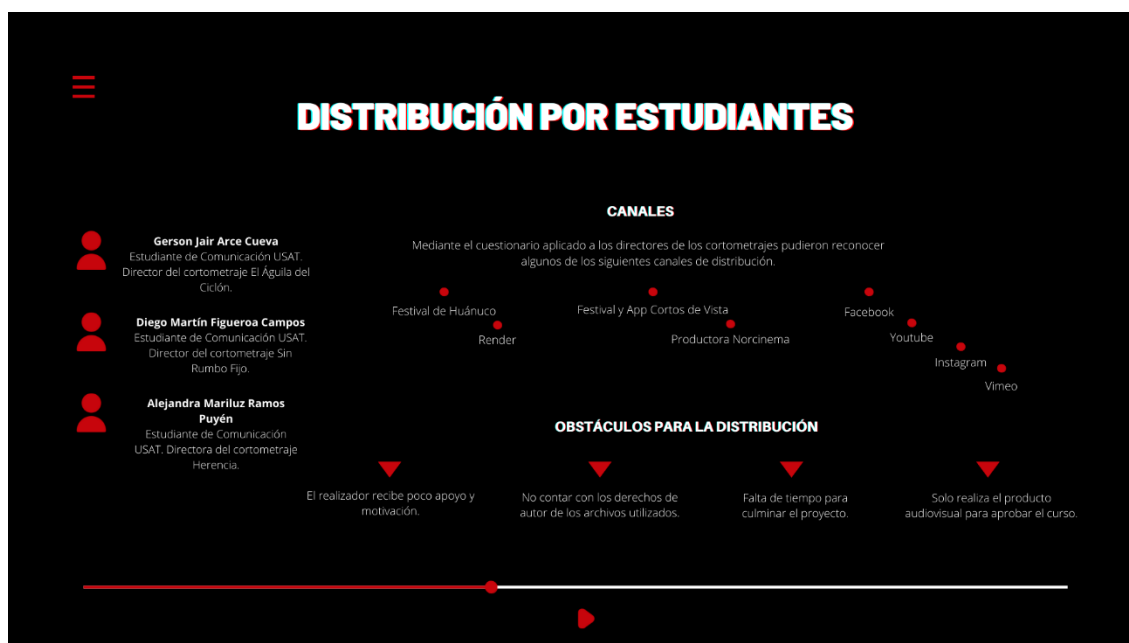 DISTRIBUCIÓN POR ESTUDIANTES
Gerson Jair Arce Cueva
Estudiante de Comunicación USAT.
Director del cortometraje El Águila del
Ciclón.
Diego Martín Figueroa Campos
Estudiante de Comunicación USAT.
Director del cortometraje Sin
Rumbo Fijo.
Alejandra Mariluz Ramos
Puyén
Estudiante de Comunicación
USAT. Directora del cortometraje
Herencia.
CANALES
Mediante el cuestionario aplicado a los directores de los cortometrajes pudieron reconocer
algunos de los siguientes canales de distribución.
Festival de Huánuco
Render
Festival y App Cortos de Vista
Productora Norcinema
Facebook
Youtube
Instagram
Vimeo
OBSTÁCULOS PARA LA DISTRIBUCIÓN
El realizador recibe poco apoyo y
motivación.
No contar con los derechos de
autor de los archivos utilizados.
Falta de tiempo para
culminar el proyecto.
Solo realiza el producto
audiovisual para aprobar el curso.